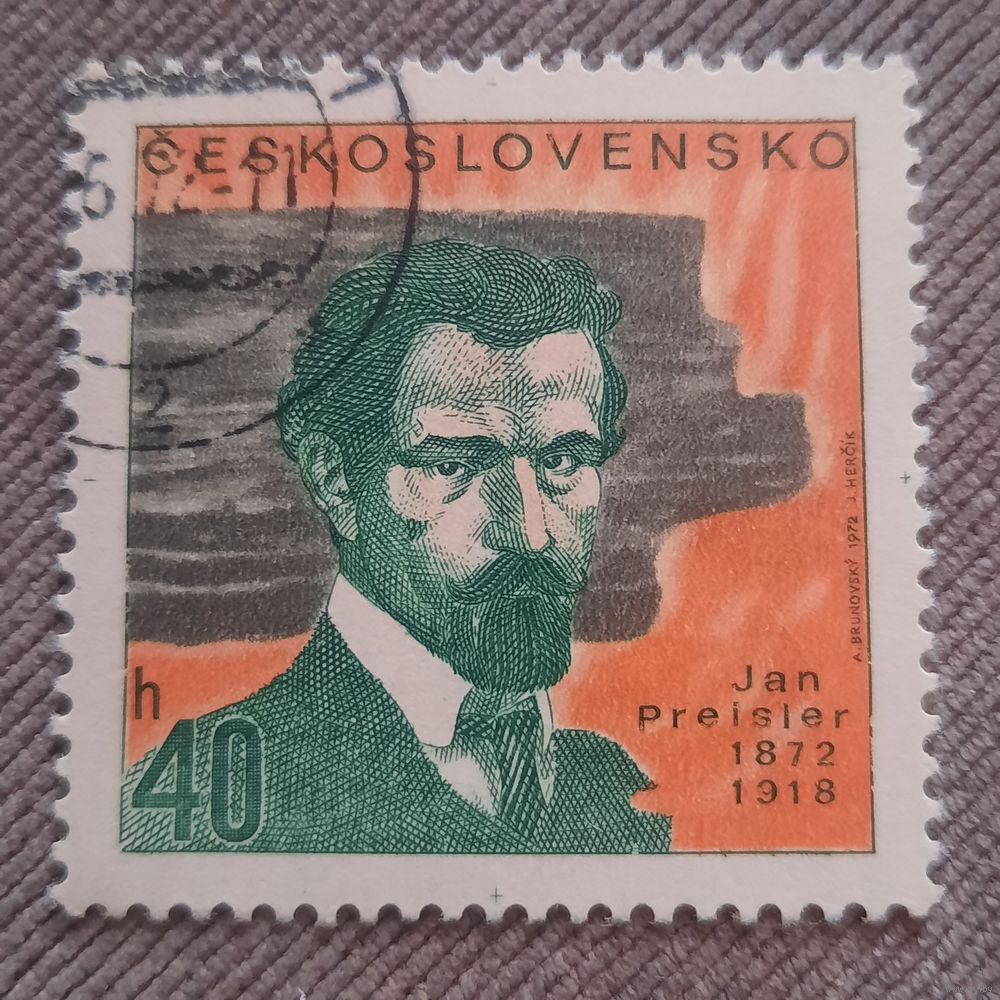 ČESKOSLOVENSKO
h
40
Jan
Preisler
1872
1918
A. BRUNOVSKÝ 1972 J. HERČÍK